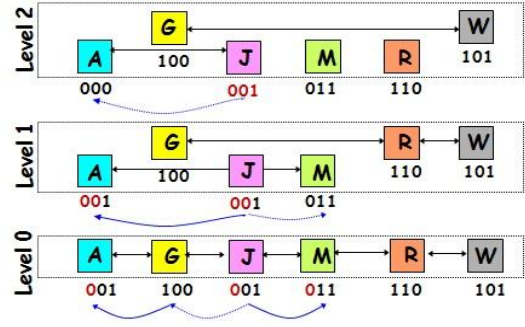 Level 2
G W
A J M R
100 101
000 001 011 110
Level 1
G R W
A J M
100 110 101
001 001 011
Level 0
A G J M R W
001 100 001 011 110 101